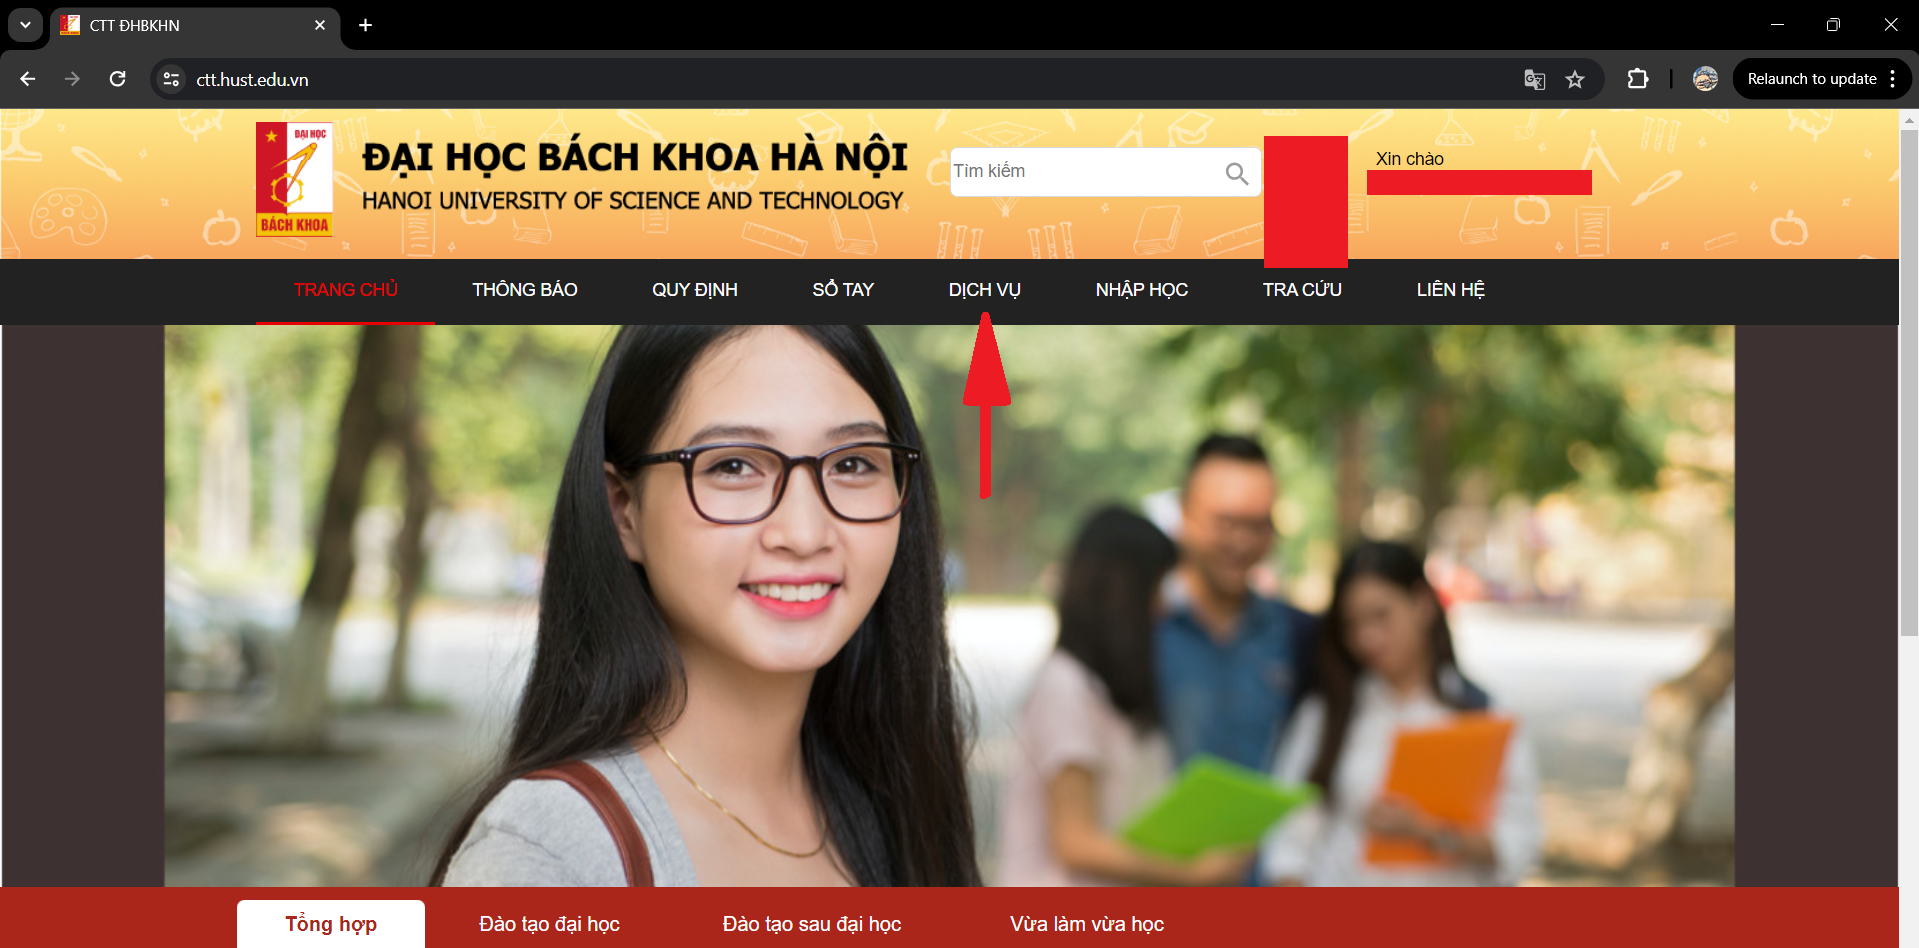 CTT ĐHBKHN
ctt.hust.edu.vn
Relaunch to update
ĐẠI HỌC
BÁCH KHOA
ĐẠI HỌC BÁCH KHOA HÀ NỘI
HANOI UNIVERSITY OF SCIENCE AND TECHNOLOGY
Tìm kiếm
Xin chào
TRANG CHỦ THÔNG BÁO QUY ĐỊNH SỔ TAY DỊCH VỤ NHẬP HỌC TRA CỨU LIÊN HỆ
Tổng hợp Đào tạo đại học Đào tạo sau đại học Vừa làm vừa học